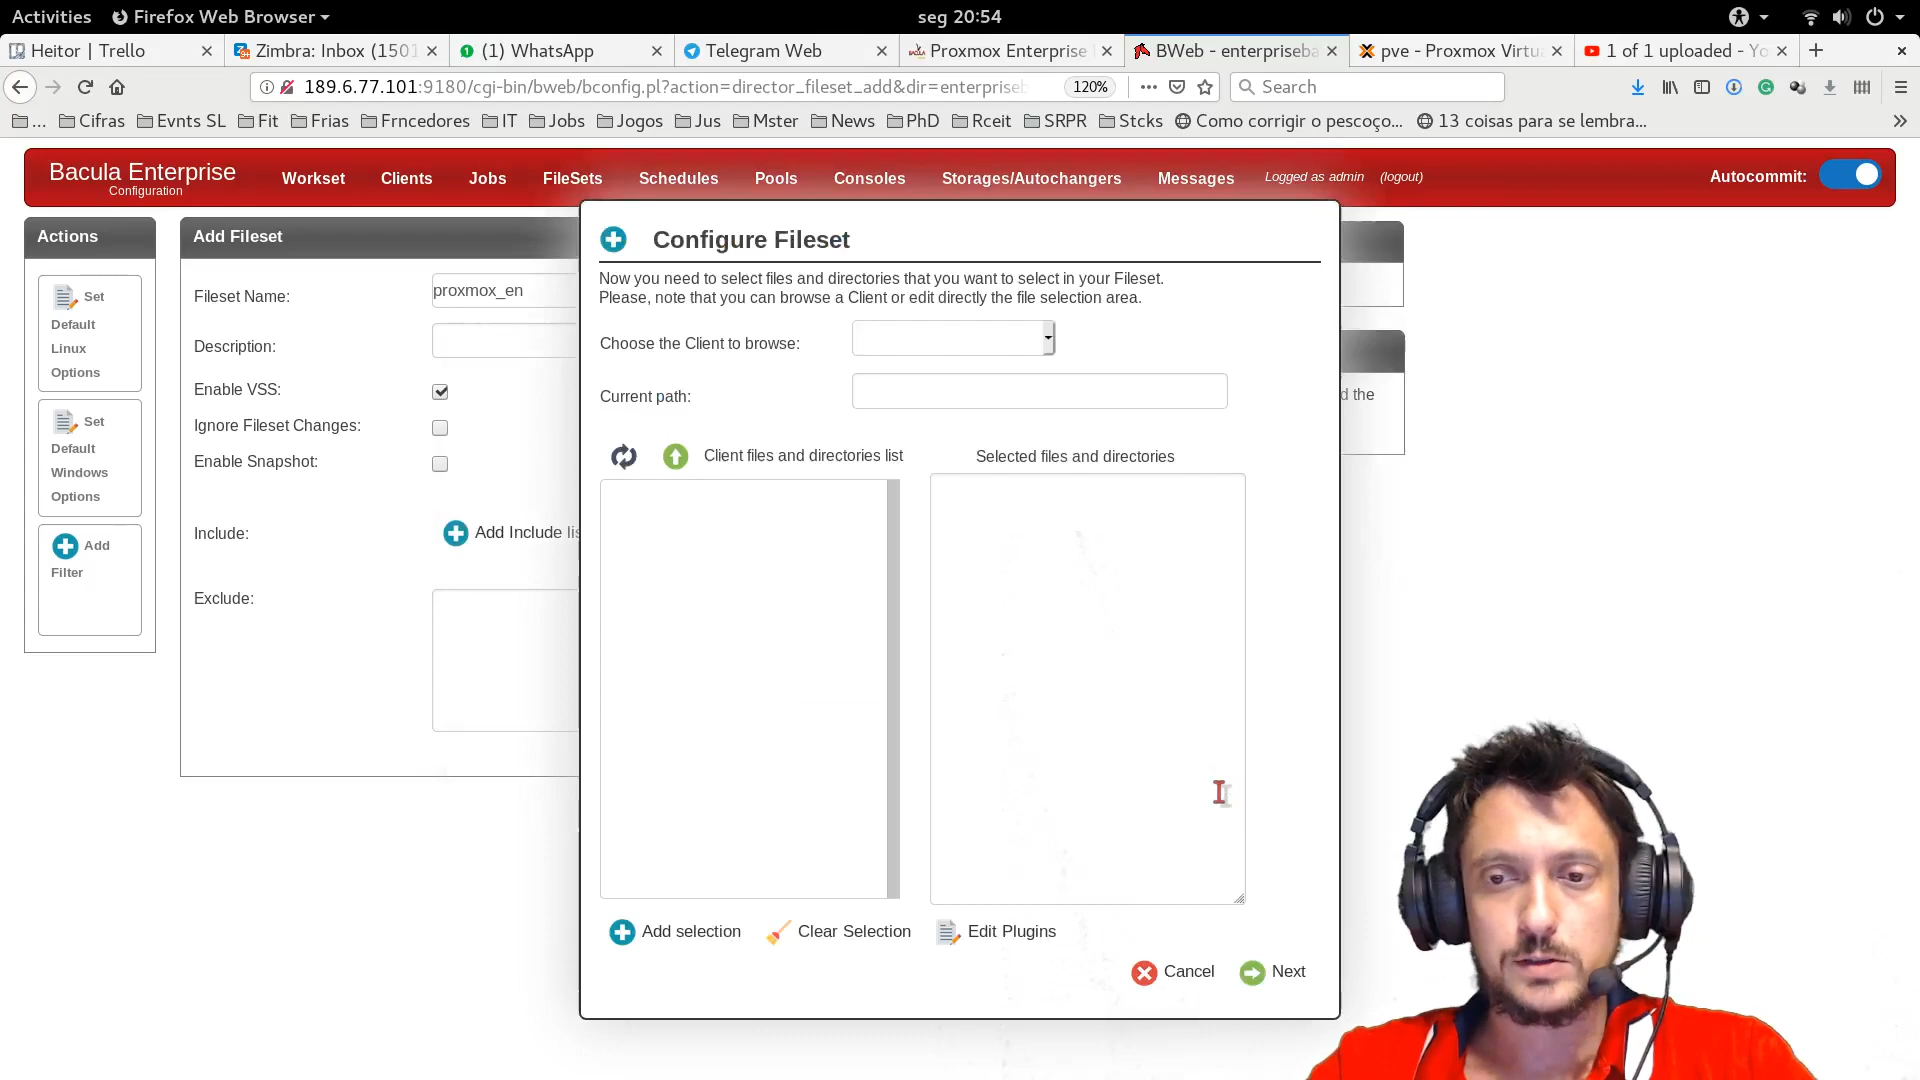 Activities Firefox Web Browser seg 20:54
Heitor | Trello Zimbra: Inbox (1501 (1) WhatsApp Telegram Web Proxmox Enterprise BWeb - enterpriseba pve - Proxmox Virtu 1 of 1 uploaded - Yo
189.6.77.101:9180/cgi-bin/bweb/bconfig.pl?action=director_fileset_add&dir=enterpriseb 120% Search
... Cifras Evnts SL Fit Frias Frncedores IT Jobs Jogos Jus Mster News PhD Rceit SRPR Stcks Como corrigir o pescoço... 13 coisas para se lembra...
Bacula Enterprise
Configuration
Workset Clients Jobs FileSets Schedules Pools Consoles Storages/Autochangers Messages Logged as admin (logout) Autocommit:
Actions
Set
Default
Linux
Options
Set
Default
Windows
Options
Add
Filter
Add Fileset
Fileset Name: proxmox_en
Description:
Enable VSS:
Ignore Fileset Changes:
Enable Snapshot:
Include: Add Include lis
Exclude:
Configure Fileset
Now you need to select files and directories that you want to select in your Fileset.
Please, note that you can browse a Client or edit directly the file selection area.
Choose the Client to browse:
Current path:
Client files and directories list Selected files and directories
Add selection Clear Selection Edit Plugins
Cancel Next
d the